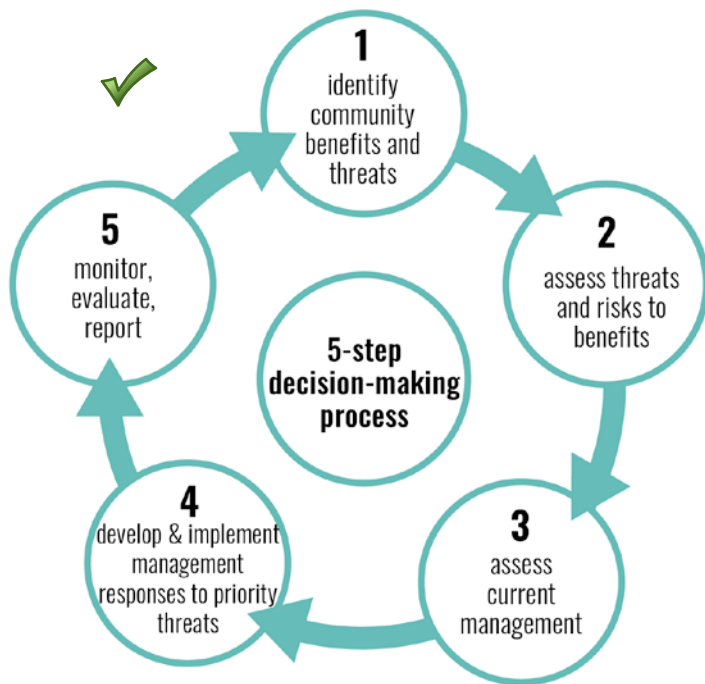 1
identify
community
benefits and
threats
2
assess threats
and risks to
benefits
3
assess
current
management
4
develop & implement
management
responses to priority
threats
5
monitor,
evaluate,
report
5-step
decision-making
process